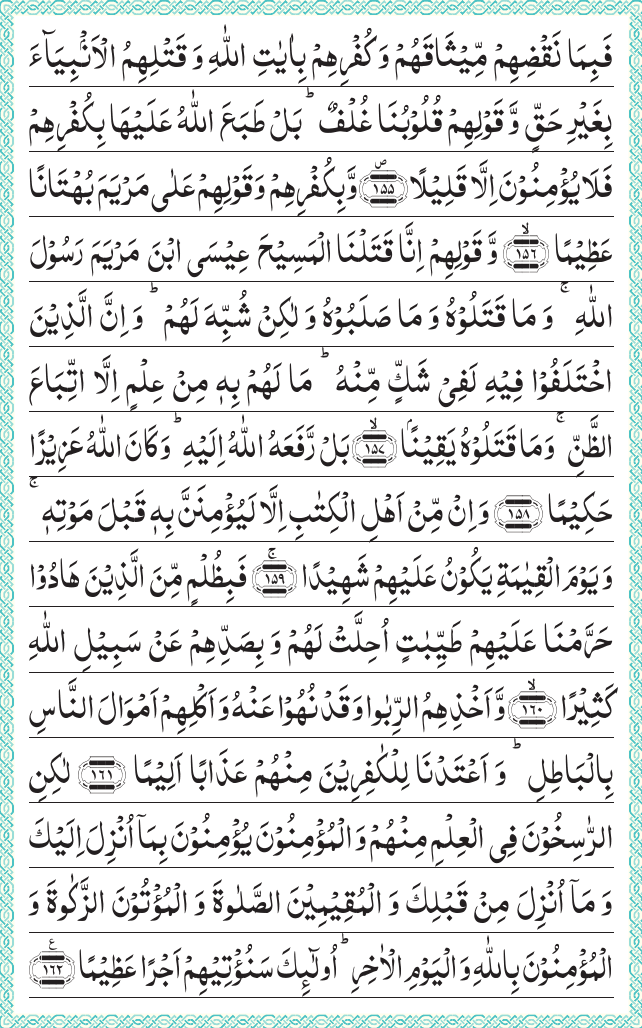 فَبِمَا نَقْضِهِمْ مِّيْثَاقَهُمْ وَكُفْرِهِمْ بِاٰيٰتِ اللّٰهِ وَ قَتْلِهِمُ الْاَنْۢبِيَآءَ
بِغَيْرِ حَقٍّ وَّ قَوْلِهِمْ قُلُوْبُنَا غُلْفٌ ؕ بَلْ طَبَعَ اللّٰهُ عَلَيْهَا بِكُفْرِهِمْ
فَلَا يُؤْمِنُوْنَ اِلَّا قَلِيْلًا ۪﴿۱۵۵﴾ وَّبِكُفْرِهِمْ وَقَوْلِهِمْ عَلٰى مَرْيَمَ بُهْتَانًا
عَظِيْمًا ۙ﴿۱۵۶﴾ وَّ قَوْلِهِمْ اِنَّا قَتَلْنَا الْمَسِيْحَ عِيْسَى ابْنَ مَرْيَمَ رَسُوْلَ
اللّٰهِ ۚ وَ مَا قَتَلُوْهُ وَ مَا صَلَبُوْهُ وَ لٰكِنْ شُبِّهَ لَهُمْ ؕ وَ اِنَّ الَّذِيْنَ
اخْتَلَفُوْا فِيْهِ لَفِيْ شَكٍّ مِّنْهُ ؕ مَا لَهُمْ بِهٖ مِنْ عِلْمٍ اِلَّا اتِّبَاعَ
الظَّنِّ ۚ وَمَا قَتَلُوْهُ يَقِيْنًۢا ۙ﴿۱۵۷﴾ بَلْ رَّفَعَهُ اللّٰهُ اِلَيْهِ ؕ وَكَانَ اللّٰهُ عَزِيْزًا
حَكِيْمًا ﴿۱۵۸﴾ وَ اِنْ مِّنْ اَهْلِ الْكِتٰبِ اِلَّا لَيُؤْمِنَنَّ بِهٖ قَبْلَ مَوْتِهٖ ۚ
وَ يَوْمَ الْقِيٰمَةِ يَكُوْنُ عَلَيْهِمْ شَهِيْدًا ۚ﴿۱۵۹﴾ فَبِظُلْمٍ مِّنَ الَّذِيْنَ هَادُوْا
حَرَّمْنَا عَلَيْهِمْ طَيِّبٰتٍ اُحِلَّتْ لَهُمْ وَ بِصَدِّهِمْ عَنْ سَبِيْلِ اللّٰهِ
كَثِيْرًا ۙ﴿۱۶۰﴾ وَّ اَخْذِهِمُ الرِّبٰوا وَ قَدْ نُهُوْا عَنْهُ وَ اَكْلِهِمْ اَمْوَالَ النَّاسِ
بِالْبَاطِلِ ؕ وَ اَعْتَدْنَا لِلْكٰفِرِيْنَ مِنْهُمْ عَذَابًا اَلِيْمًا ﴿۱۶۱﴾ لٰكِنِ
الرّٰسِخُوْنَ فِي الْعِلْمِ مِنْهُمْ وَ الْمُؤْمِنُوْنَ يُؤْمِنُوْنَ بِمَاۤ اُنْزِلَ اِلَيْكَ
وَ مَاۤ اُنْزِلَ مِنْ قَبْلِكَ وَ الْمُقِيْمِيْنَ الصَّلٰوةَ وَ الْمُؤْتُوْنَ الزَّكٰوةَ وَ
الْمُؤْمِنُوْنَ بِاللّٰهِ وَ الْيَوْمِ الْاٰخِرِ ؕ اُولٰٓئِكَ سَنُؤْتِيْهِمْ اَجْرًا عَظِيْمًا ﴿۱۶۲﴾ ع